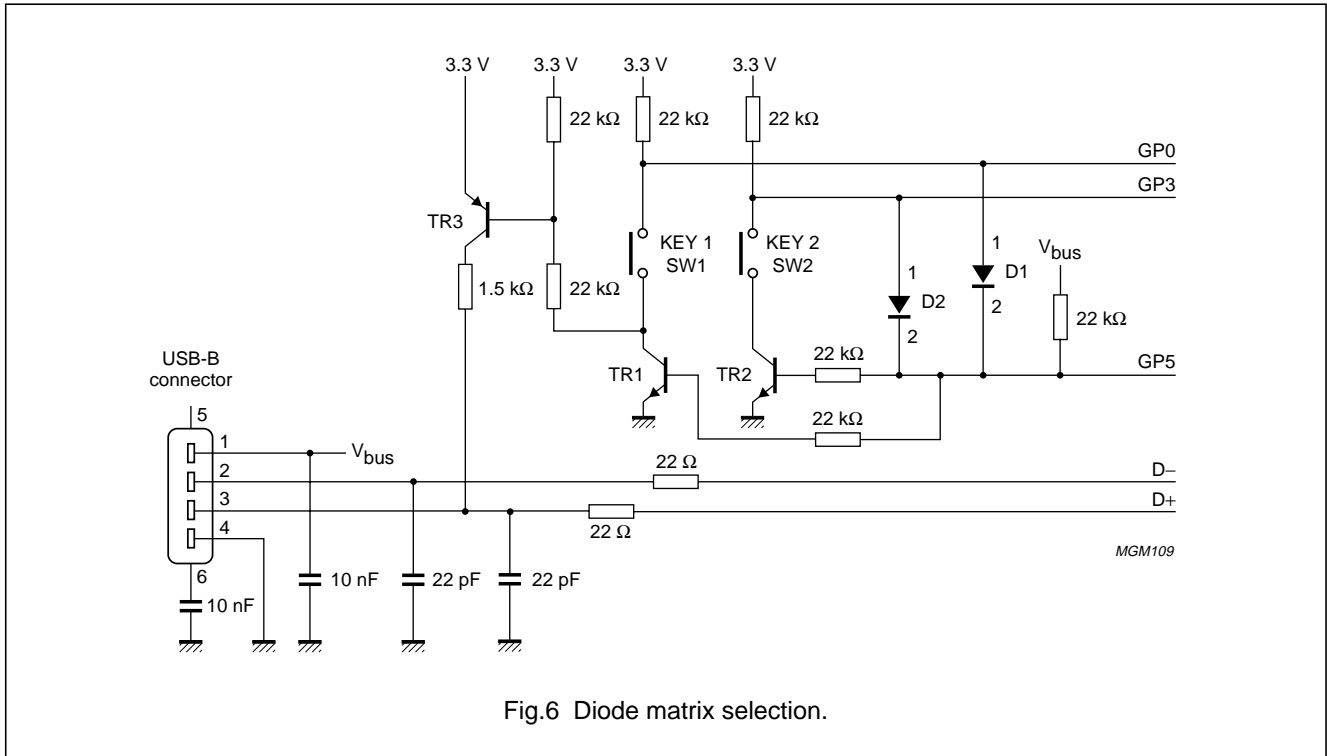 3.3 V 3.3 V 3.3 V 3.3 V
22 kΩ 22 kΩ 22 kΩ
GP0
GP3
TR3
KEY 1
SW1
KEY 2
SW2
1
D2
2
1
D1
2
Vbus
22 kΩ
1.5 kΩ
22 kΩ
USB-B
connector
TR1
TR2
22 kΩ
GP5
22 kΩ
5
1
Vbus
2
22 Ω
D−
3
22 Ω
D+
4
MGM109
6
10 nF
10 nF
22 pF
22 pF
Fig.6 Diode matrix selection.